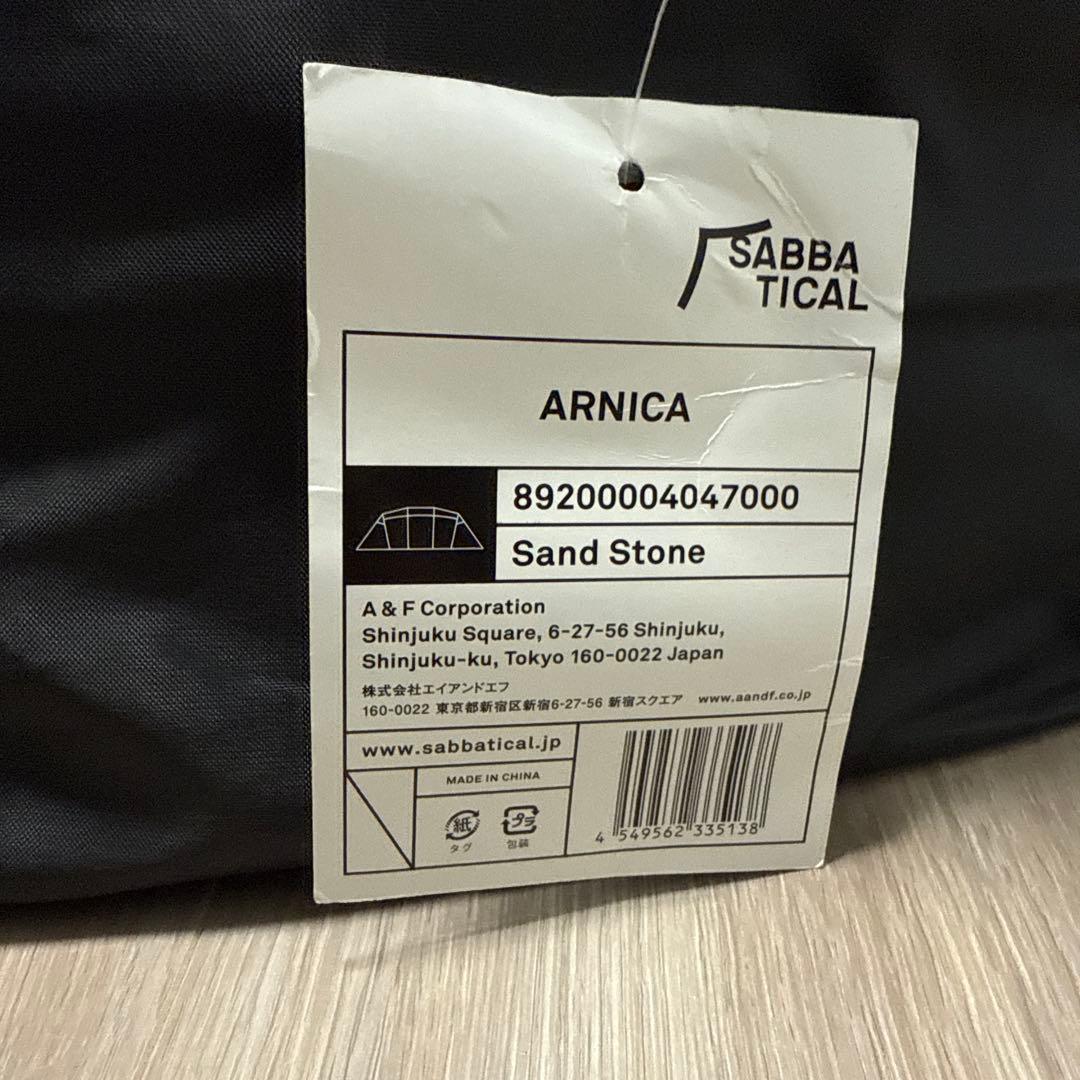 SABBA
TICAL
ARNICA
89200004047000
Sand Stone
A & F Corporation
Shinjuku Square, 6-27-56 Shinjuku,
Shinjuku-ku, Tokyo 160-0022 Japan
株式会社エイアンドエフ
160-0022 東京都新宿区新宿6-27-56 新宿スクエア www.aandf.co.jp
www.sabbatical.jp
MADE IN CHINA
紙
タグ
プラ
包装
4 549562 335138